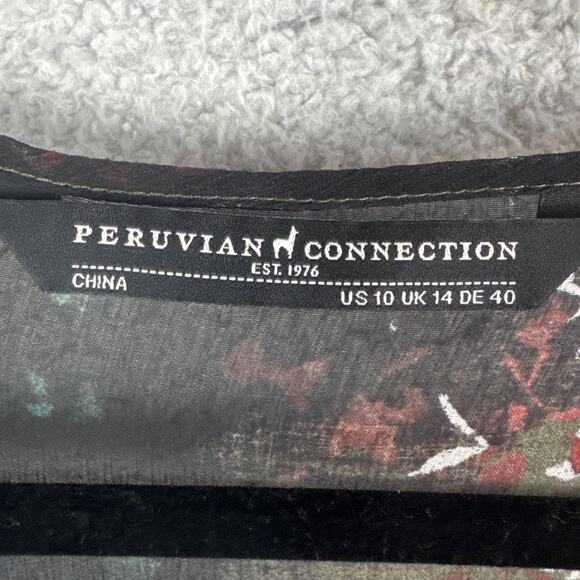 PERUVIAN CONNECTION
EST. 1976
CHINA
US 10 UK 14 DE 40